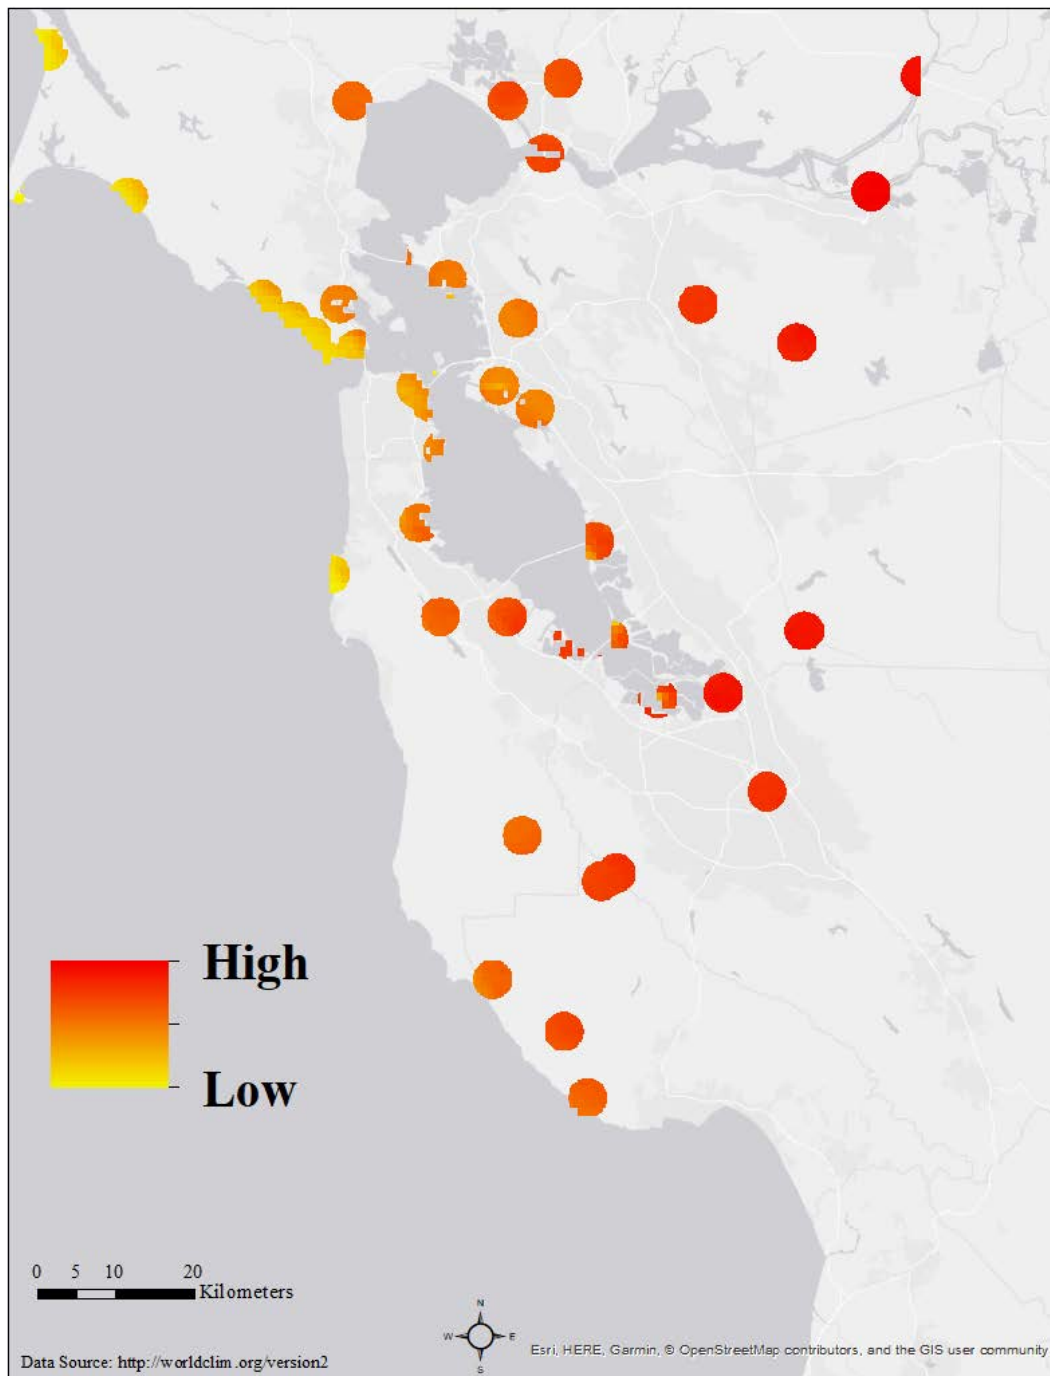 High
Low
0 5 10 20
Kilometers
N
W E
S
Data Source: http://worldclim.org/version2
Esri, HERE, Garmin, © OpenStreetMap contributors, and the GIS user community